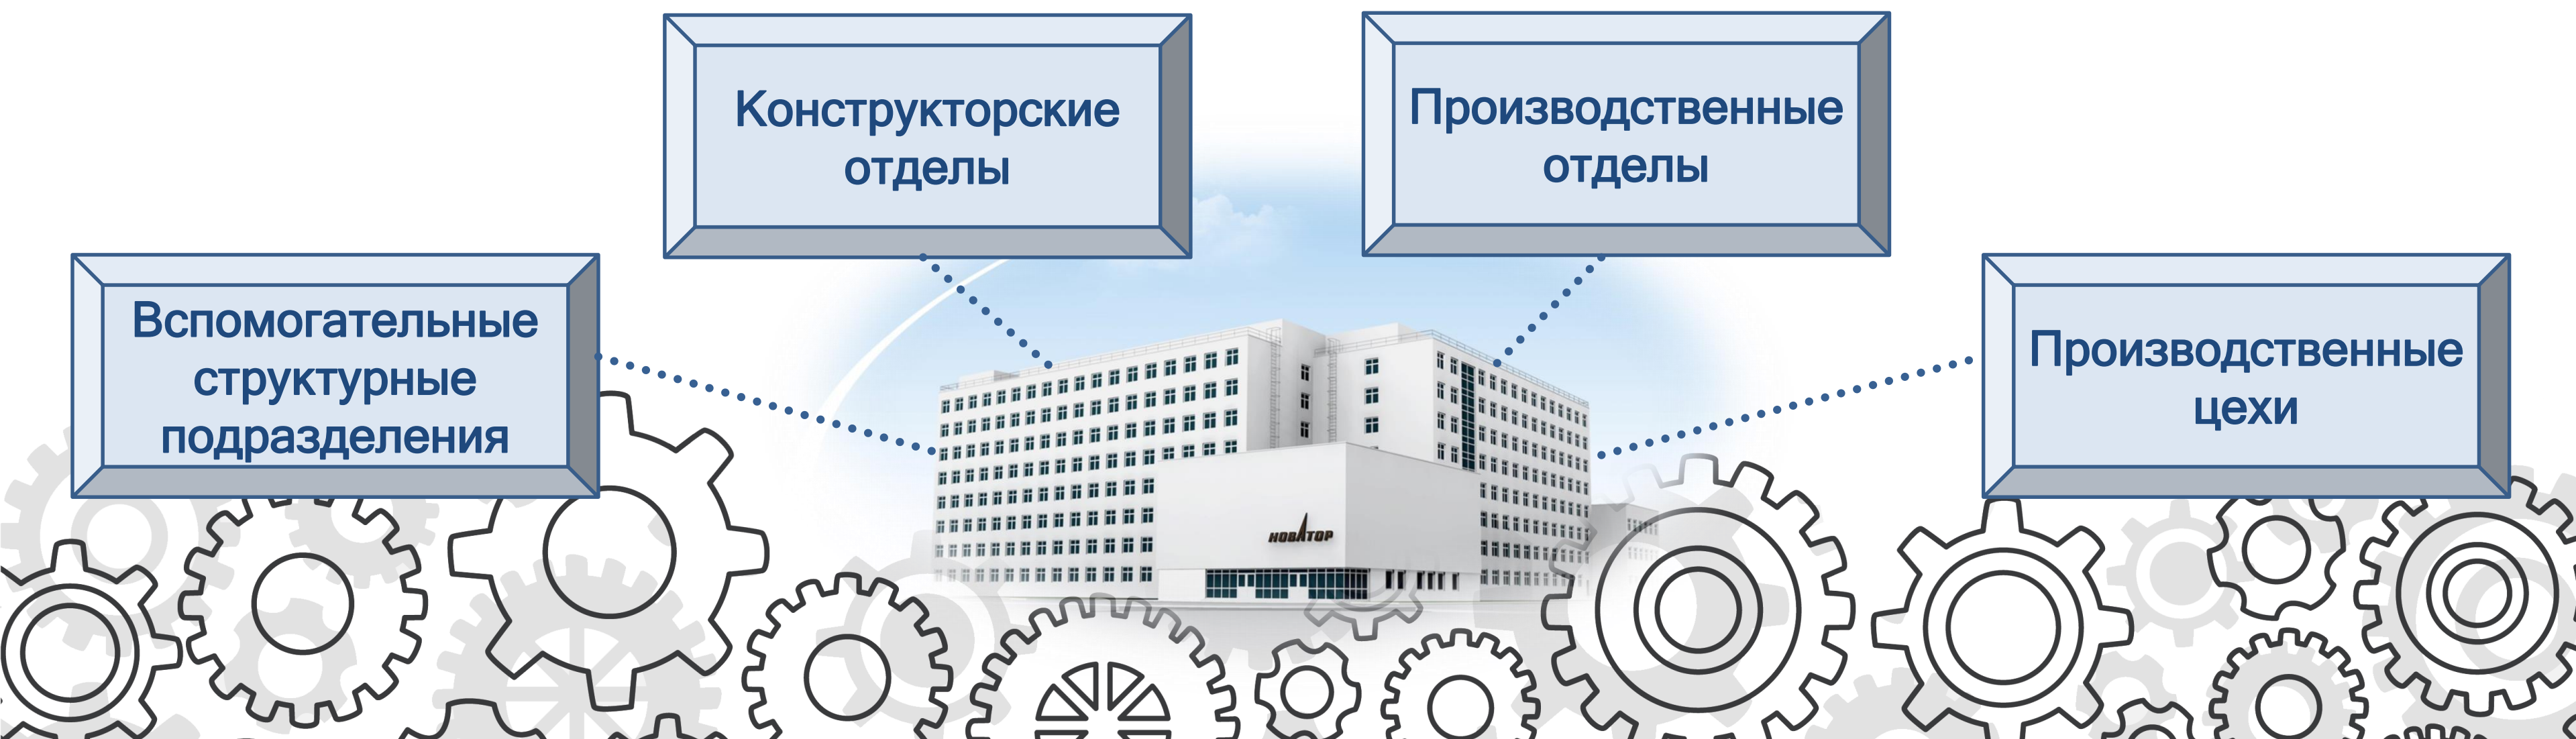 Конструкторские
отделы
Производственные
отделы
Вспомогательные
структурные
подразделения
Производственные
цехи
НОВАТОР